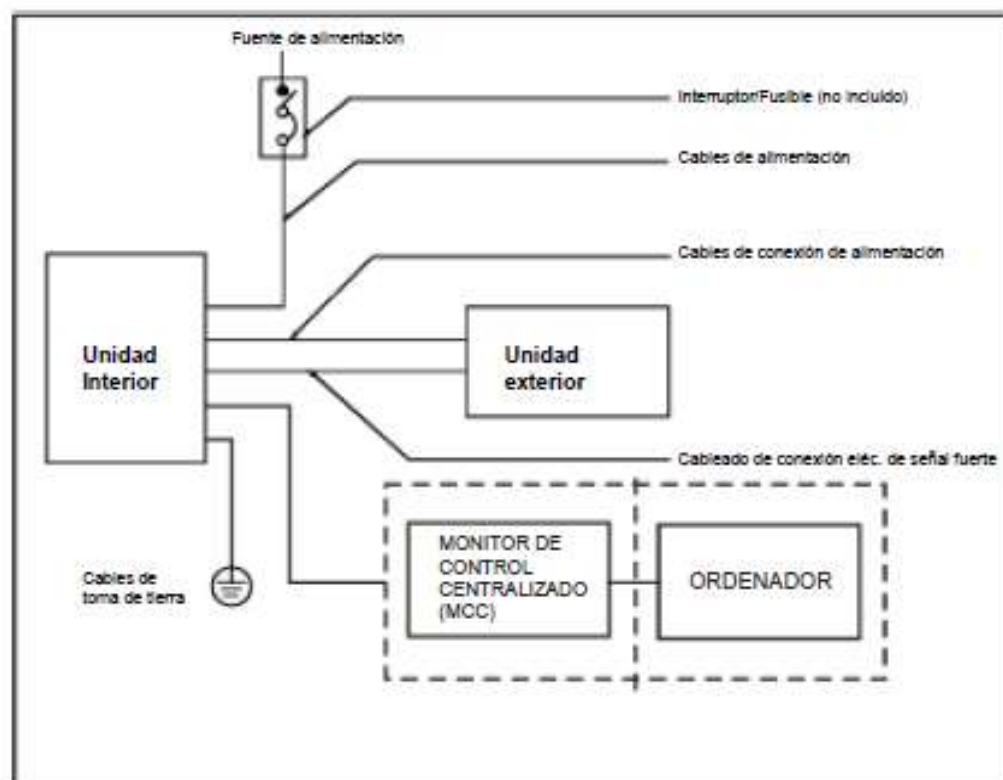 Fuente de alimentación
Interruptor/Fusible (no incluido)
Cables de alimentación
Cables de conexión de alimentación
Unidad
Interior
Unidad
exterior
Cableado de conexión eléc. de señal fuerte
MONITOR DE
CONTROL
CENTRALIZADO
(MCC)
ORDENADOR
Cables de
toma de tierra